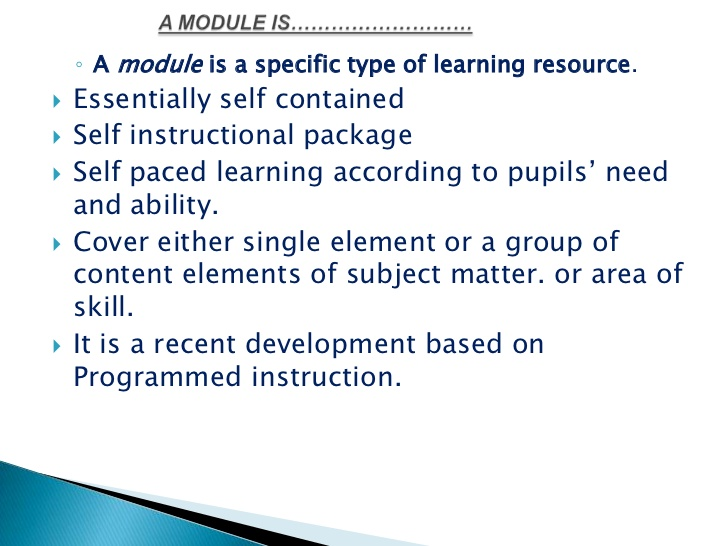 A MODULE IS...........................
◦ A module is a specific type of learning resource.
Essentially self contained
Self instructional package
Self paced learning according to pupils’ need
and ability.
Cover either single element or a group of
content elements of subject matter. or area of
skill.
It is a recent development based on
Programmed instruction.